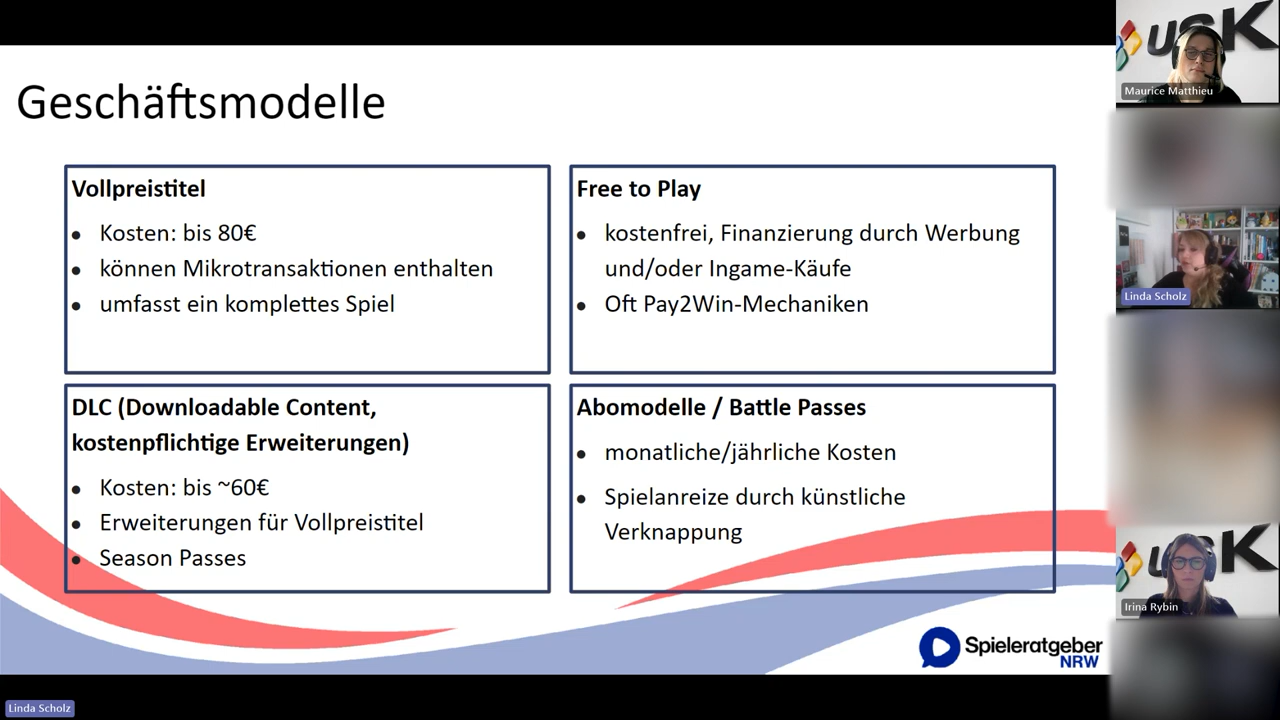 Geschäftsmodelle
Vollpreistitel
• Kosten: bis 80€
• können Mikrotransaktionen enthalten
• umfasst ein komplettes Spiel
Free to Play
• kostenfrei, Finanzierung durch Werbung
und/oder Ingame-Käufe
• Oft Pay2Win-Mechaniken
DLC (Downloadable Content,
kostenpflichtige Erweiterungen)
• Kosten: bis ~60€
• Erweiterungen für Vollpreistitel
• Season Passes
Abomodelle / Battle Passes
• monatliche/jährliche Kosten
• Spielanreize durch künstliche
Verknappung
Spieleratgeber
NRW
USK
Maurice Matthieu
Linda Scholz
USK
Irina Rybin
Linda Scholz